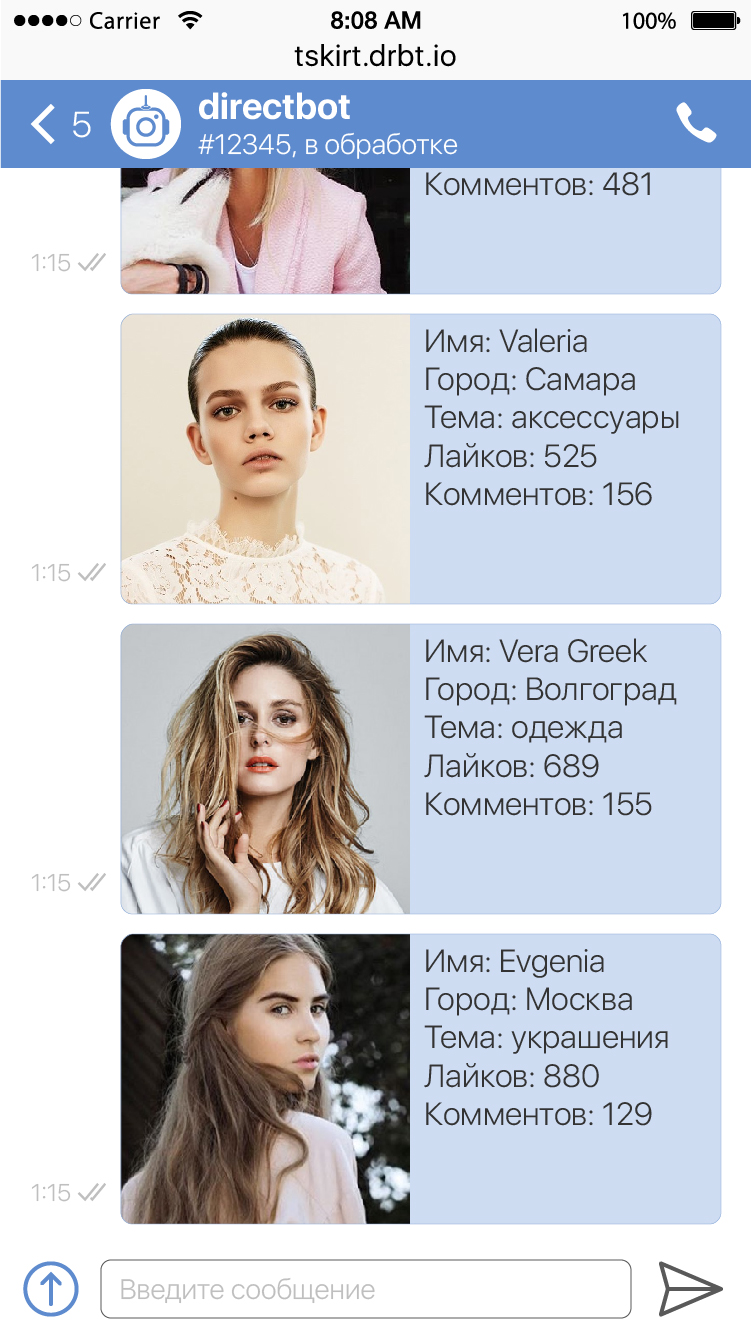 Carrier 8:08 AM 100%
tskirt.drbt.io
5 directbot
#12345, в обработке
Комментов: 481
1:15
Имя: Valeria
Город: Самара
Тема: аксессуары
Лайков: 525
Комментов: 156
1:15
Имя: Vera Greek
Город: Волгоград
Тема: одежда
Лайков: 689
Комментов: 155
1:15
Имя: Evgenia
Город: Москва
Тема: украшения
Лайков: 880
Комментов: 129
1:15
Введите сообщение